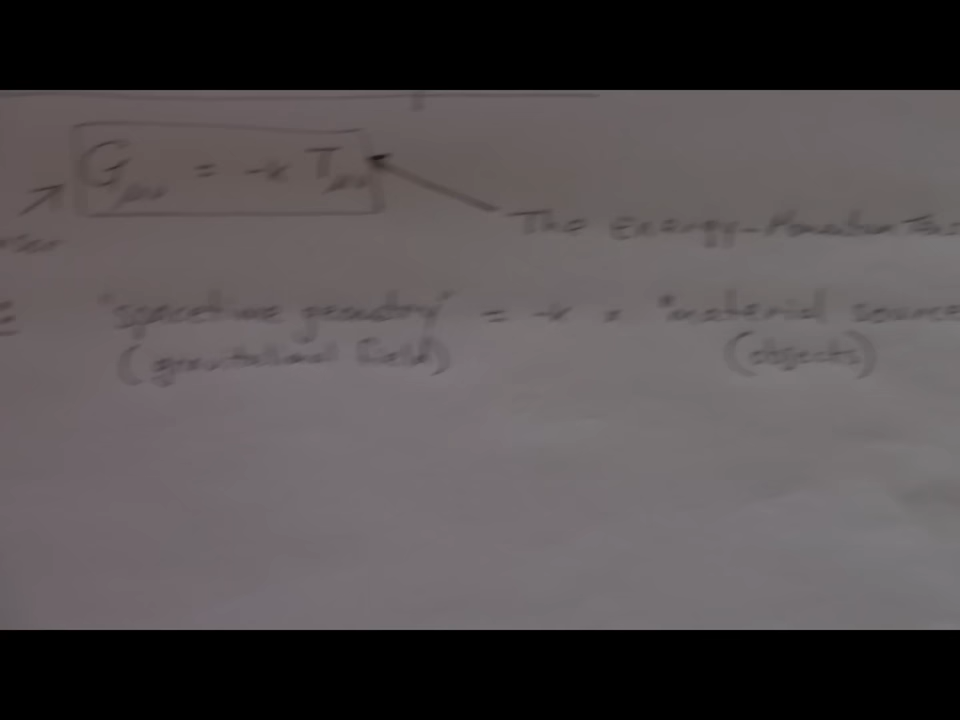 Gμν = -k Tμν
The Energy-Momentum
"spacetime geometry" = -k × "material source
(gravitational field) (objects)